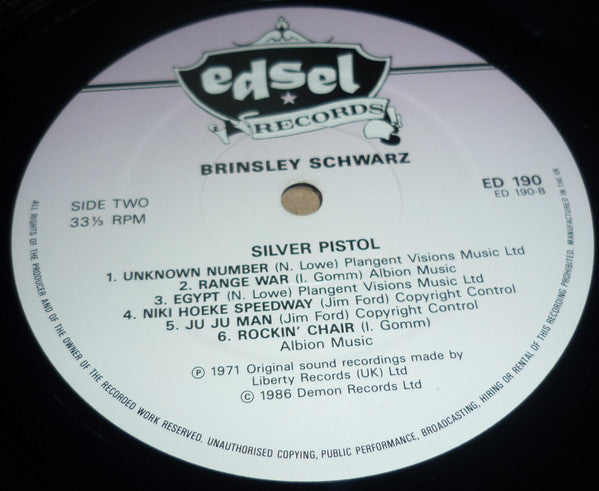 edsel
RECORDS
BRINSLEY SCHWARZ
SIDE TWO
33⅓ RPM
ED 190
ED 190-B
SILVER PISTOL
1. UNKNOWN NUMBER (N. Lowe) Plangent Visions Music Ltd
2. RANGE WAR (I. Gomm) Albion Music
3. EGYPT (N. Lowe) Plangent Visions Music Ltd
4. NIKI HOEKE SPEEDWAY (Jim Ford) Copyright Control
5. JU JU MAN (Jim Ford) Copyright Control
6. ROCKIN' CHAIR (I. Gomm)
Albion Music
℗ 1971 Original sound recordings made by
Liberty Records (UK) Ltd
© 1986 Demon Records Ltd
ALL RIGHTS OF THE PRODUCER AND OF THE OWNER OF THE RECORDED WORK RESERVED. UNAUTHORISED COPYING, PUBLIC PERFORMANCE, BROADCASTING, HIRING OR RENTAL OF THIS RECORDING PROHIBITED. MANUFACTURED IN THE UK